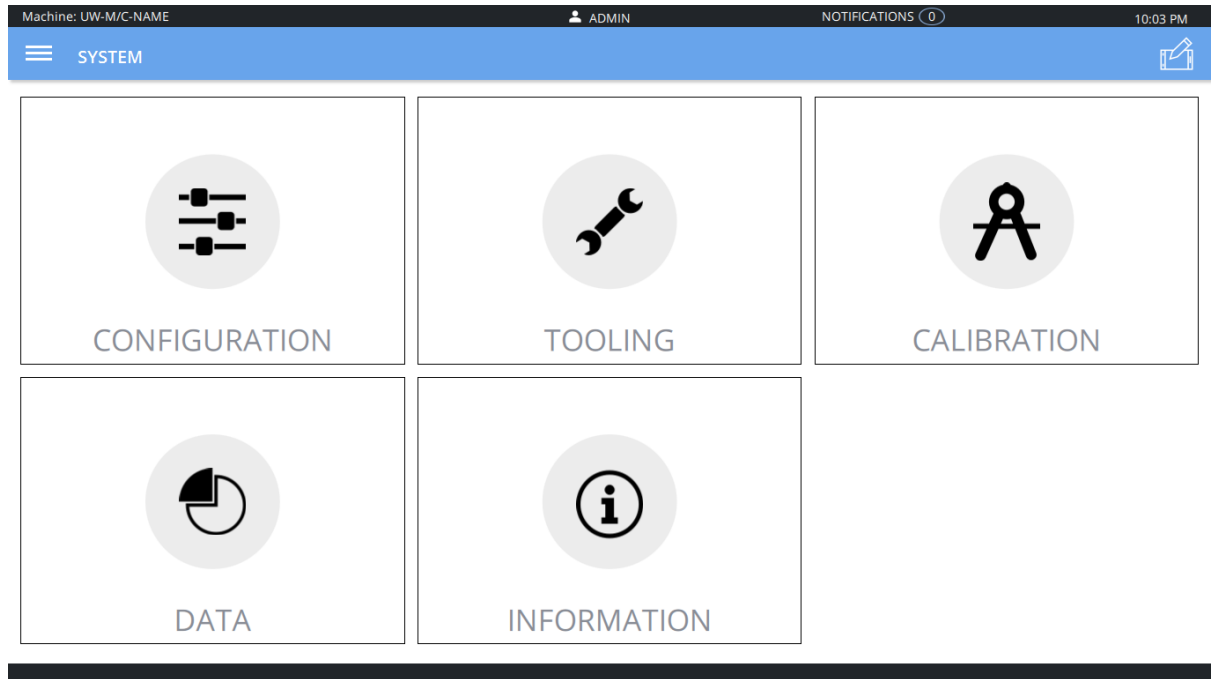 Machine: UW-M/C-NAME ADMIN NOTIFICATIONS 0 10:03 PM
SYSTEM
CONFIGURATION TOOLING CALIBRATION
DATA INFORMATION